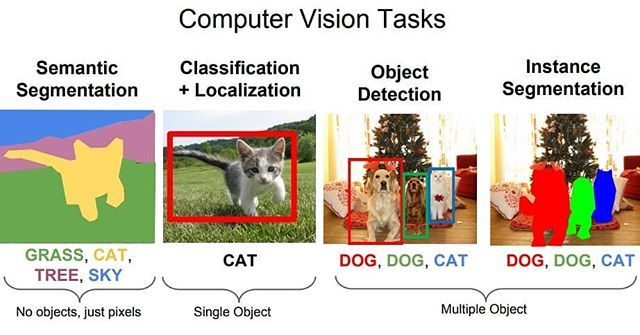 Computer Vision Tasks
Semantic
Segmentation
Classification
+ Localization
Object
Detection
Instance
Segmentation
GRASS, CAT,
TREE, SKY
CAT
DOG, DOG, CAT
DOG, DOG, CAT
No objects, just pixels
Single Object
Multiple Object